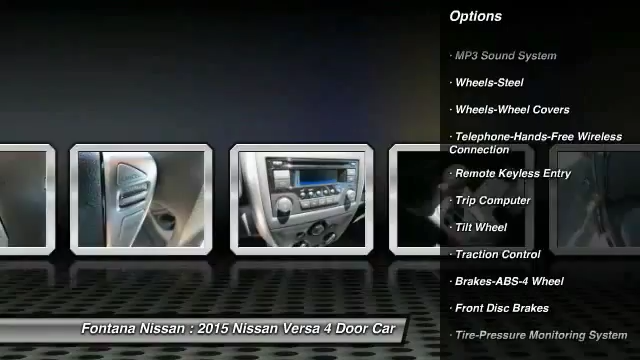 Options
· MP3 Sound System
· Wheels-Steel
· Wheels-Wheel Covers
· Telephone-Hands-Free Wireless
Connection
· Remote Keyless Entry
· Trip Computer
· Tilt Wheel
· Traction Control
· Brakes-ABS-4 Wheel
· Front Disc Brakes
· Tire-Pressure Monitoring System
Fontana Nissan : 2015 Nissan Versa 4 Door Car